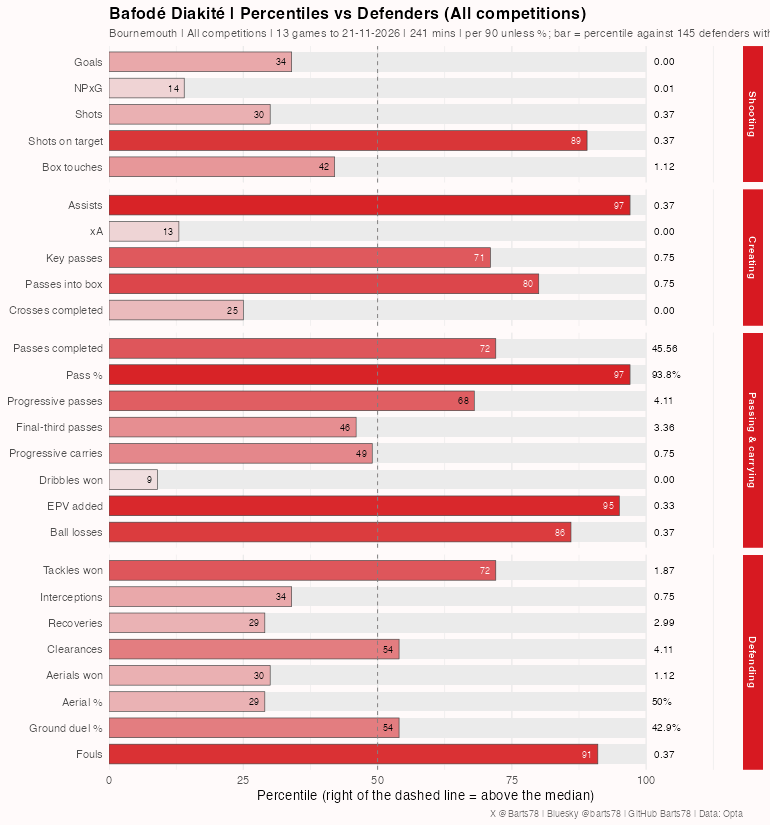 Bafodé Diakité | Percentiles vs Defenders (All competitions)
Bournemouth | All competitions | 13 games to 21-11-2026 | 241 mins | per 90 unless %; bar = percentile against 145 defenders with
Goals 34 0.00
NPxG 14 0.01
Shots 30 0.37
Shots on target 89 0.37
Box touches 42 1.12
Shooting
Assists 97 0.37
xA 13 0.00
Key passes 71 0.75
Passes into box 80 0.75
Crosses completed 25 0.00
Creating
Passes completed 72 45.56
Pass % 97 93.8%
Progressive passes 68 4.11
Final-third passes 46 3.36
Progressive carries 49 0.75
Dribbles won 9 0.00
EPV added 95 0.33
Ball losses 86 0.37
Passing & carrying
Tackles won 72 1.87
Interceptions 34 0.75
Recoveries 29 2.99
Clearances 54 4.11
Aerials won 30 1.12
Aerial % 29 50%
Ground duel % 54 42.9%
Fouls 91 0.37
Defending
0 25 50 75 100
Percentile (right of the dashed line = above the median)
X @Barts78 | Bluesky @barts78 | GitHub Barts78 | Data: Opta